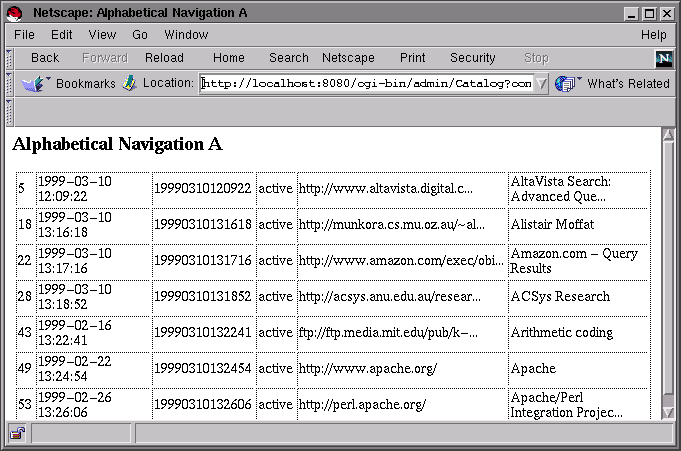 Netscape: Alphabetical Navigation A
File Edit View Go Window Help
Back Forward Reload Home Search Netscape Print Security Stop
Bookmarks Location: http://localhost:8080/cgi-bin/admin/Catalog?con What's Related
Alphabetical Navigation A
5 1999-03-10 12:09:22 19990310120922 active http://www.altavista.digital.c... AltaVista Search: Advanced Que...
18 1999-03-10 13:16:18 19990310131618 active http://munkora.cs.mu.oz.au/~al... Alistair Moffat
22 1999-03-10 13:17:16 19990310131716 active http://www.amazon.com/exec/obi... Amazon.com - Query Results
28 1999-03-10 13:18:52 19990310131852 active http://acsys.anu.edu.au/resear... ACSys Research
43 1999-02-16 13:22:41 19990310132241 active ftp://ftp.media.mit.edu/pub/k-... Arithmetic coding
49 1999-02-22 13:24:54 19990310132454 active http://www.apache.org/ Apache
53 1999-02-26 13:26:06 19990310132606 active http://perl.apache.org/ Apache/Perl Integration Projec...